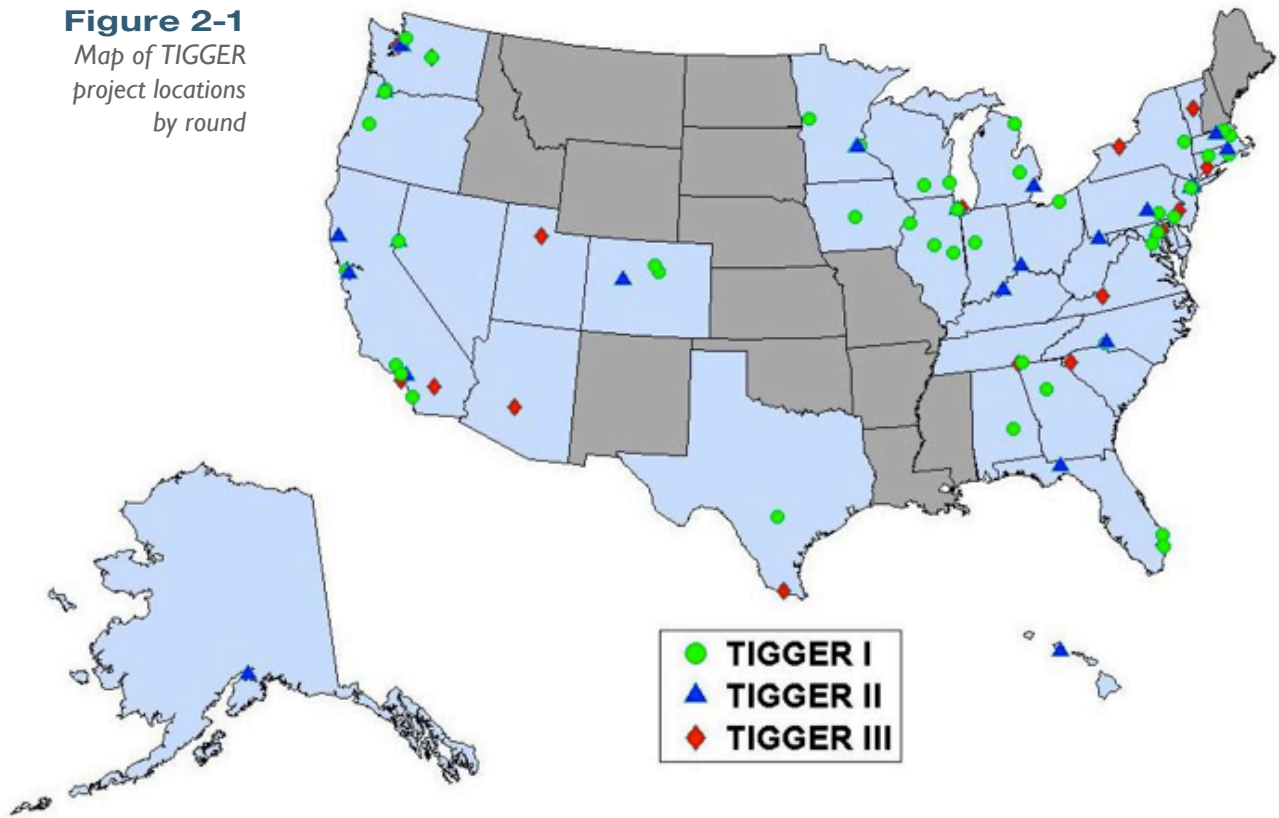 Figure 2-1
Map of TIGGER
project locations
by round
TIGGER I
TIGGER II
TIGGER III